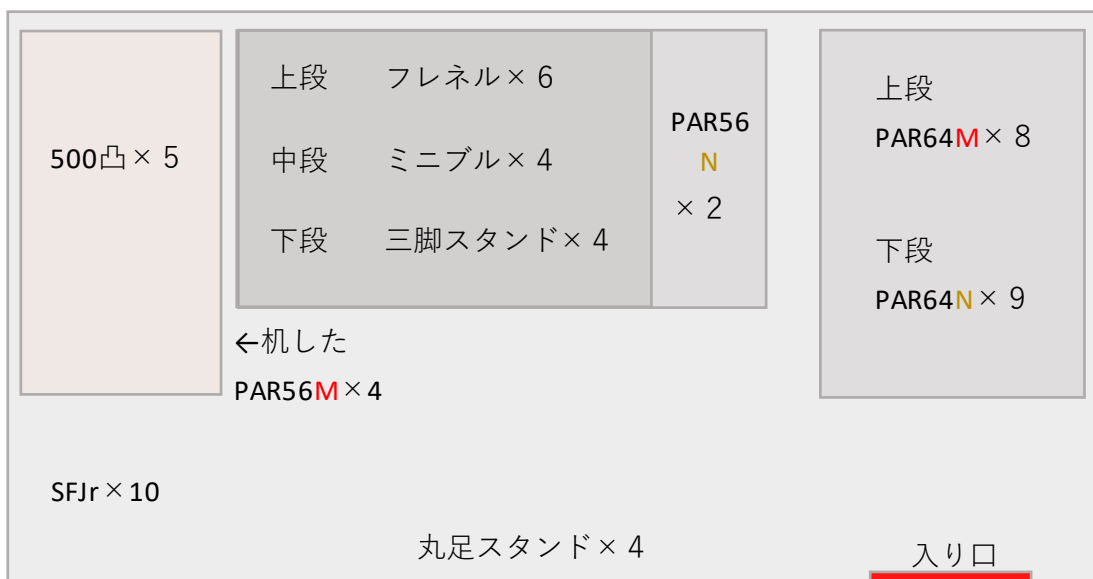 500凸×5
上段 フレネル×6
中段 ミニブル×4
下段 三脚スタンド×4
PAR56
N
×2
上段
PAR64M×8
下段
PAR64N×9
←机した
PAR56M×4
SFJr×10
丸足スタンド×4
入り口